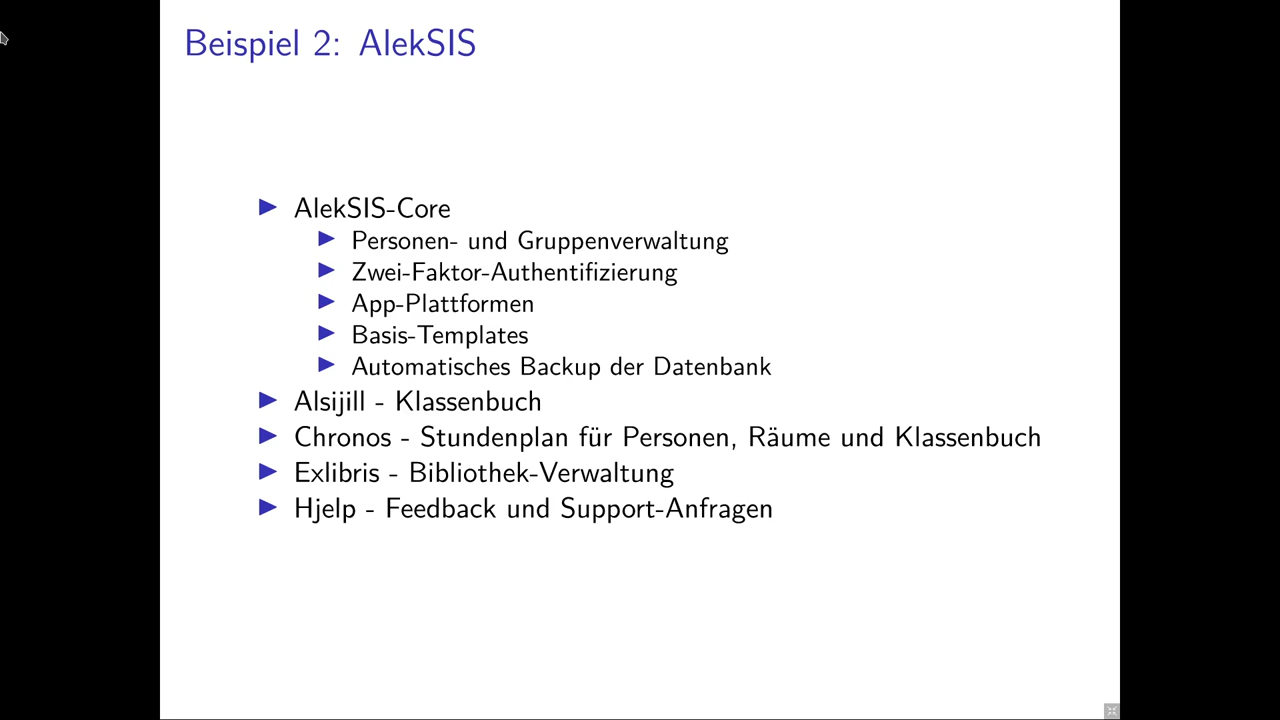 Beispiel 2: AlekSIS
AlekSIS-Core
Personen- und Gruppenverwaltung
Zwei-Faktor-Authentifizierung
App-Plattformen
Basis-Templates
Automatisches Backup der Datenbank
Alsijill - Klassenbuch
Chronos - Stundenplan für Personen, Räume und Klassenbuch
Exlibris - Bibliothek-Verwaltung
Hjelp - Feedback und Support-Anfragen